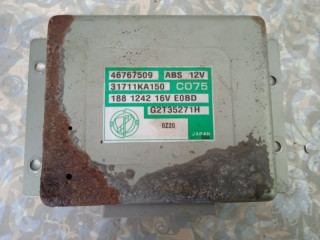 46767509 ABS 12V
31711KA150 C075
188 1242 16V E0BD
G2T35271H
0Z20
JAPAN